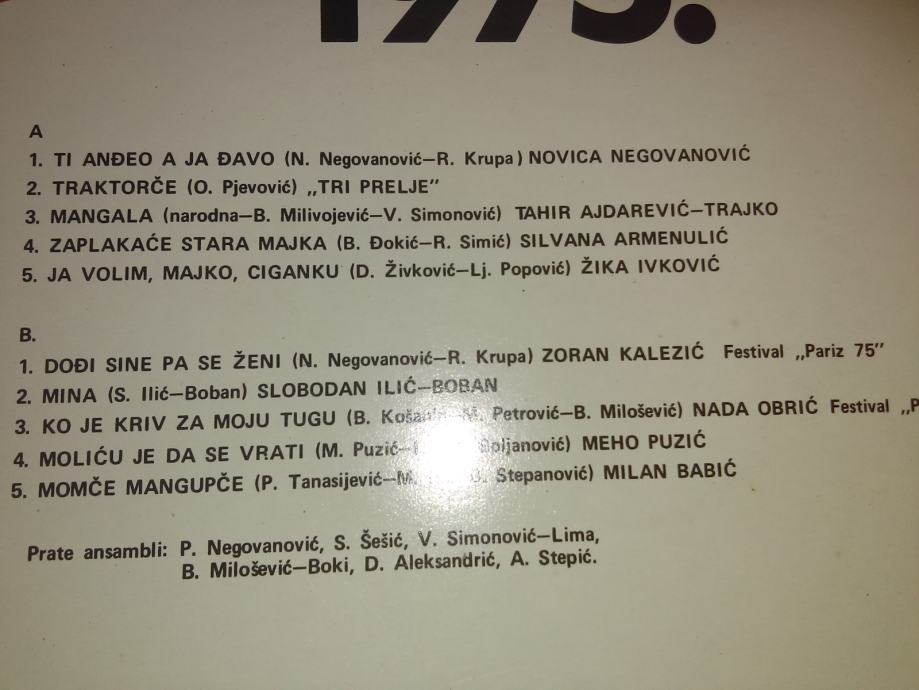 1975.
A
1. TI ANĐEO A JA ĐAVO (N. Negovanović–R. Krupa) NOVICA NEGOVANOVIĆ
2. TRAKTORČE (O. Pjevović) „TRI PRELJE”
3. MANGALA (narodna–B. Milivojević–V. Simonović) TAHIR AJDAREVIĆ–TRAJKO
4. ZAPLAKAĆE STARA MAJKA (B. Đokić–R. Simić) SILVANA ARMENULIĆ
5. JA VOLIM, MAJKO, CIGANKU (D. Živković–Lj. Popović) ŽIKA IVKOVIĆ
B.
1. DOĐI SINE PA SE ŽENI (N. Negovanović–R. Krupa) ZORAN KALEZIĆ Festival „Pariz 75”
2. MINA (S. Ilić–Boban) SLOBODAN ILIĆ–BOBAN
3. KO JE KRIV ZA MOJU TUGU (B. M. Petrović–B. Milošević) NADA OBRIĆ Festival „P
4. MOLIĆU JE DA SE VRATI (M. Puzić– MEHO PUZIĆ
5. MOMČE MANGUPČE (P. Tanasijević–M. Stepanović) MILAN BABIĆ
Prate ansambli: P. Negovanović, S. Šešić, V. Simonović–Lima,
B. Milošević–Boki, D. Aleksandrić, A. Stepić.